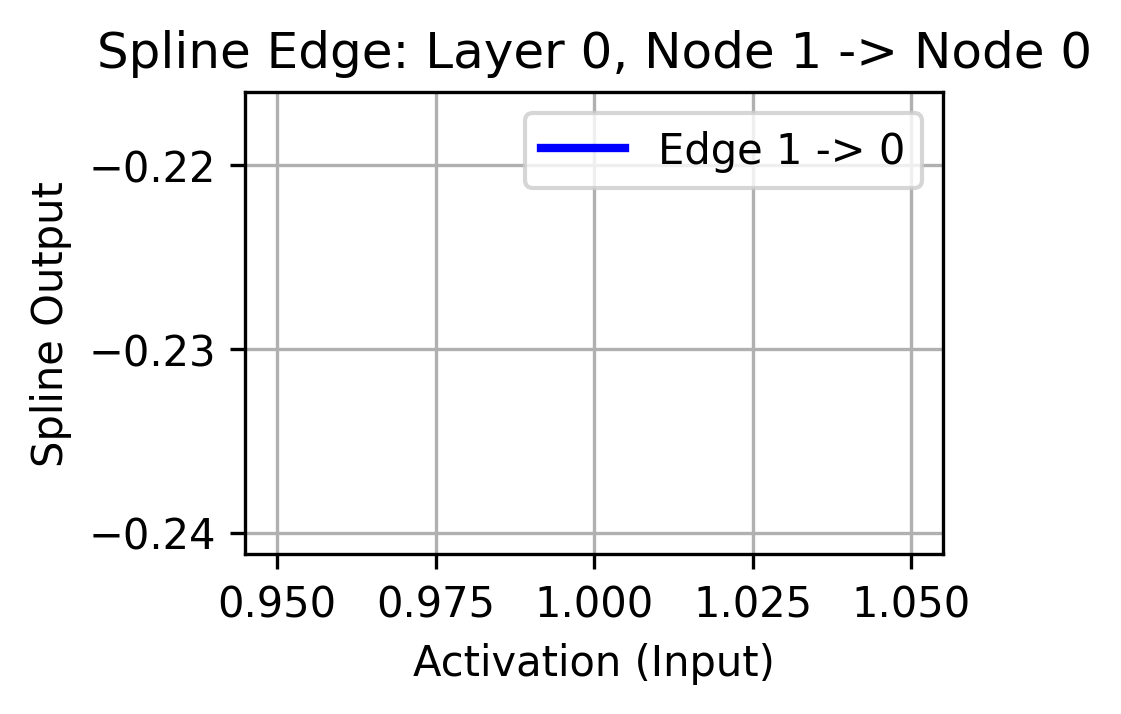 Spline Edge: Layer 0, Node 1 -> Node 0
Edge 1 -> 0
−0.22
−0.23
−0.24
Spline Output
0.950 0.975 1.000 1.025 1.050
Activation (Input)